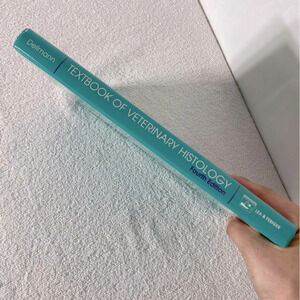 Dellmann
TEXTBOOK OF VETERINARY HISTOLOGY
Fourth Edition
LEA & FEBIGER